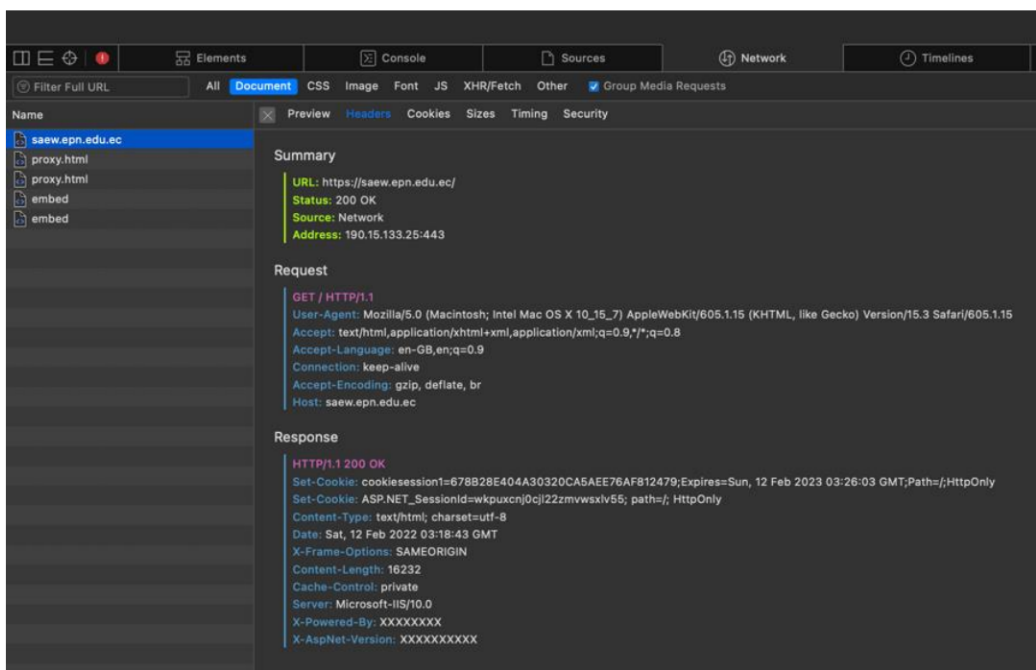 Elements
Console
Sources
Network
Timelines
Filter Full URL
All Document CSS Image Font JS XHR/Fetch Other Group Media Requests
Name
Preview Headers Cookies Sizes Timing Security
saew.epn.edu.ec
proxy.html
proxy.html
embed
embed
Summary
URL: https://saew.epn.edu.ec/
Status: 200 OK
Source: Network
Address: 190.15.133.25:443
Request
GET / HTTP/1.1
User-Agent: Mozilla/5.0 (Macintosh; Intel Mac OS X 10_15_7) AppleWebKit/605.1.15 (KHTML, like Gecko) Version/15.3 Safari/605.1.15
Accept: text/html,application/xhtml+xml,application/xml;q=0.9,*/*;q=0.8
Accept-Language: en-GB,en;q=0.9
Connection: keep-alive
Accept-Encoding: gzip, deflate, br
Host: saew.epn.edu.ec
Response
HTTP/1.1 200 OK
Set-Cookie: cookiesession1=678B28E404A30320CA5AEE76AF812479;Expires=Sun, 12 Feb 2023 03:26:03 GMT;Path=/;HttpOnly
Set-Cookie: ASP.NET_SessionId=wkpuxcnj0cjl22zmvwsxlv55; path=/; HttpOnly
Content-Type: text/html; charset=utf-8
Date: Sat, 12 Feb 2022 03:18:43 GMT
X-Frame-Options: SAMEORIGIN
Content-Length: 16232
Cache-Control: private
Server: Microsoft-IIS/10.0
X-Powered-By: XXXXXXXX
X-AspNet-Version: XXXXXXXXXX